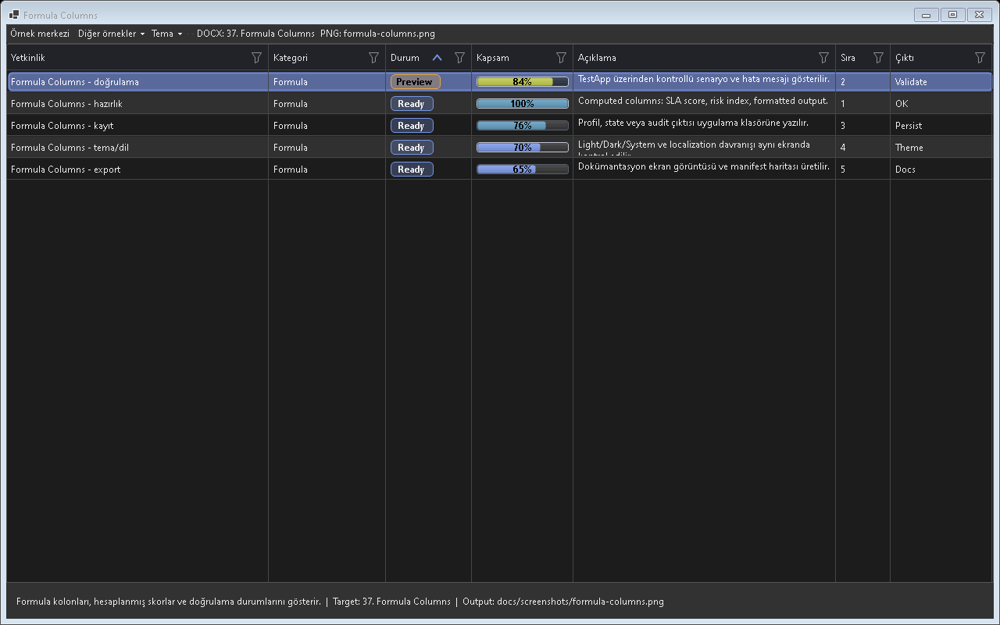 Formula Columns
Örnek merkezi Diğer örnekler Tema DOCX: 37. Formula Columns PNG: formula-columns.png
Yetkinlik Kategori Durum Kapsam Açıklama Sıra Çıktı
Formula Columns - doğrulama Formula Preview 84% TestApp üzerinden kontrollü senaryo ve hata mesajı gösterilir. 2 Validate
Formula Columns - hazırlık Formula Ready 100% Computed columns: SLA score, risk index, formatted output. 1 OK
Formula Columns - kayıt Formula Ready 76% Profil, state veya audit çıktısı uygulama klasörüne yazılır. 3 Persist
Formula Columns - tema/dil Formula Ready 70% Light/Dark/System ve localization davranışı aynı ekranda 4 Theme
Formula Columns - export Formula Ready 65% Dokümantasyon ekran görüntüsü ve manifest haritası üretilir. 5 Docs
Formula kolonları, hesaplanmış skorlar ve doğrulama durumlarını gösterir. | Target: 37. Formula Columns | Output: docs/screenshots/formula-columns.png